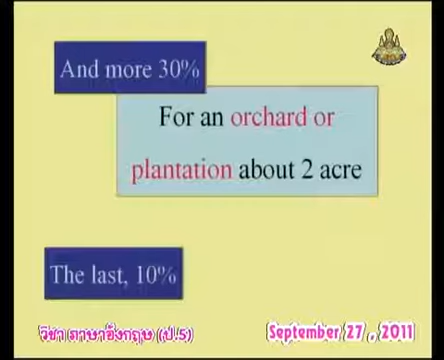 And more 30%
For an orchard or
plantation about 2 acre
The last, 10%
วิชา ภาษาอังกฤษ (ป.5)
September 27 , 2011